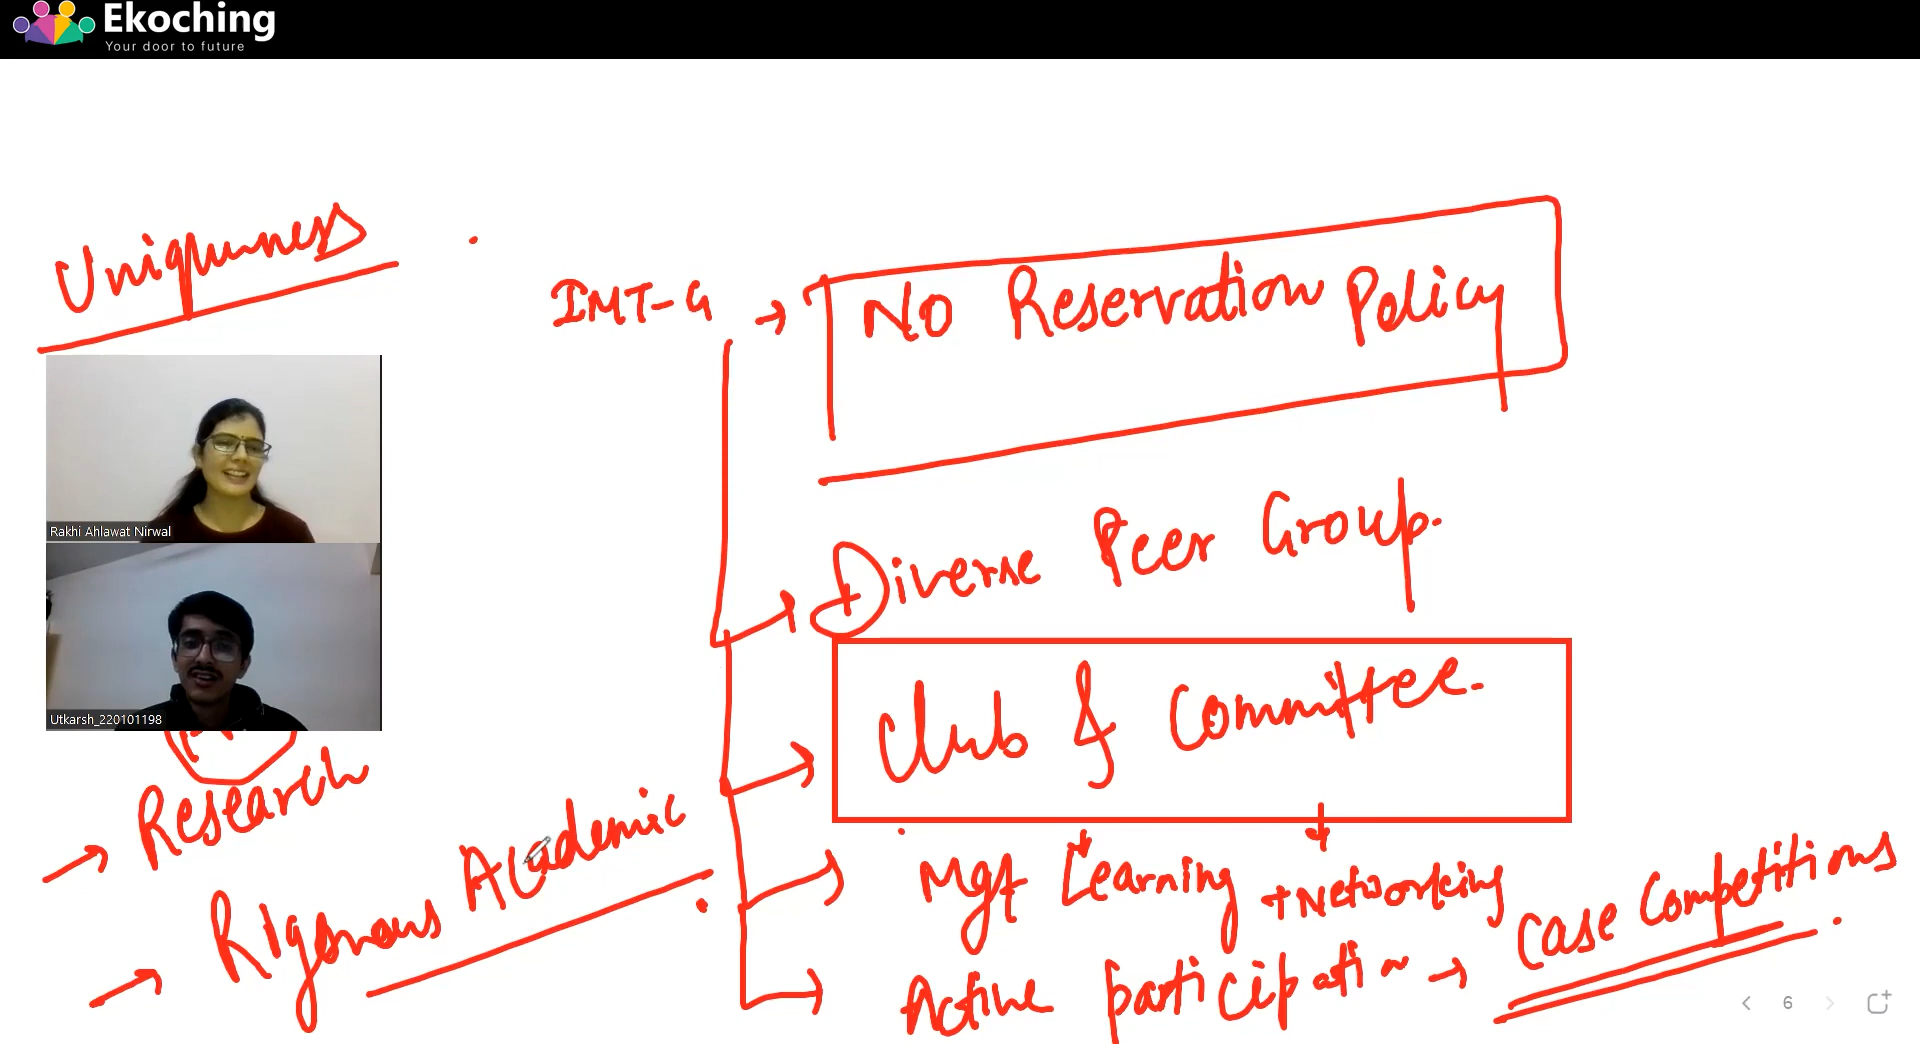 Ekoching
Your door to future
Uniqueness
IMT-G → No Reservation Policy
Diverse Peer Group.
Club & Committee.
Mgt Learning + Networking
Active participation → Case Competitions
Rakhi Ahlawat Nirwal
Utkarsh_220101198
→ Research
→ Rigorous Academic
6